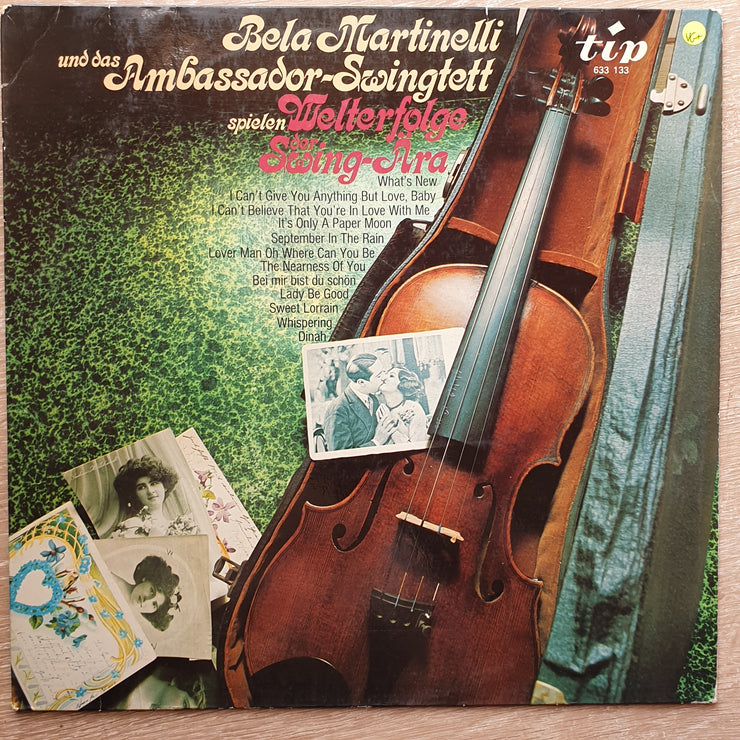 Bela Martinelli
und das
Ambassador-Swingtett
spielen Welterfolge
der
Swing-Ära
tip
633 133
VG+
What's New
I Can't Give You Anything But Love, Baby
I Can't Believe That You're In Love With Me
It's Only A Paper Moon
September In The Rain
Lover Man Oh Where Can You Be
The Nearness Of You
Bei mir bist du schön
Lady Be Good
Sweet Lorrain
Whispering
Dinah